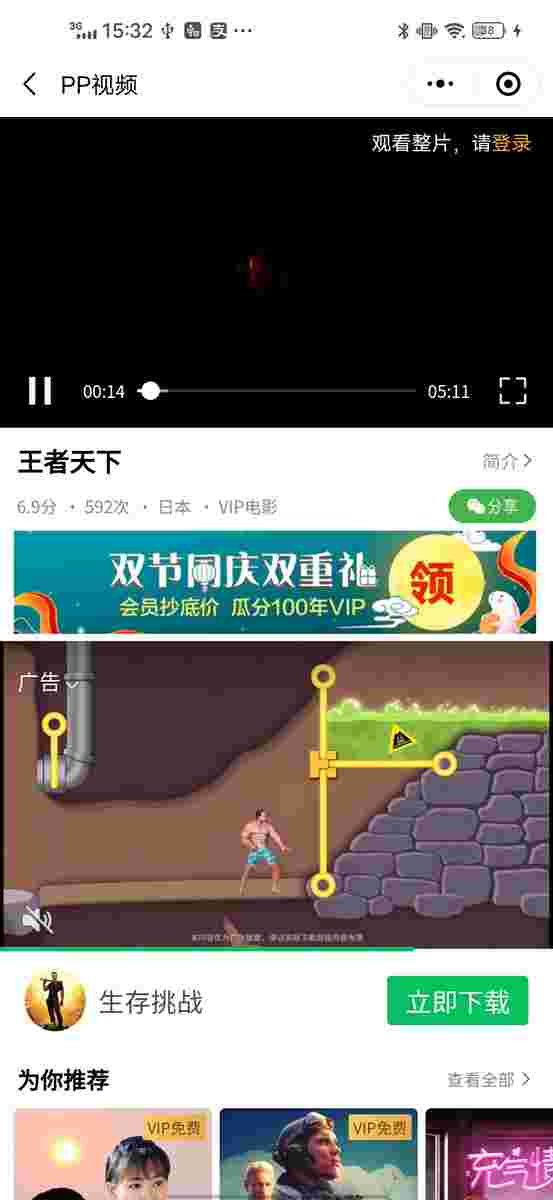 3G 15:32 ...
PP视频
观看整片，请登录
00:14
05:11
王者天下
简介
6.9分 · 592次 · 日本 · VIP电影
分享
双节同庆双重礼
会员抄底价 瓜分100年VIP
领
广告
生存挑战
立即下载
为你推荐
查看全部
VIP免费
VIP免费
充气情